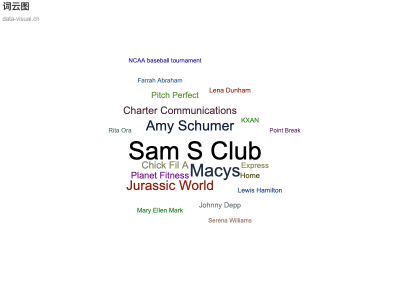 词云图
data-visual.cn
NCAA baseball tournament
Farrah Abraham
Lena Dunham
Pitch Perfect
Charter Communications
KXAN
Amy Schumer
Rita Ora
Point Break
Sam S Club
Chick Fil A
Macys
Express
Planet Fitness
Home
Jurassic World
Lewis Hamilton
Johnny Depp
Mary Ellen Mark
Serena Williams